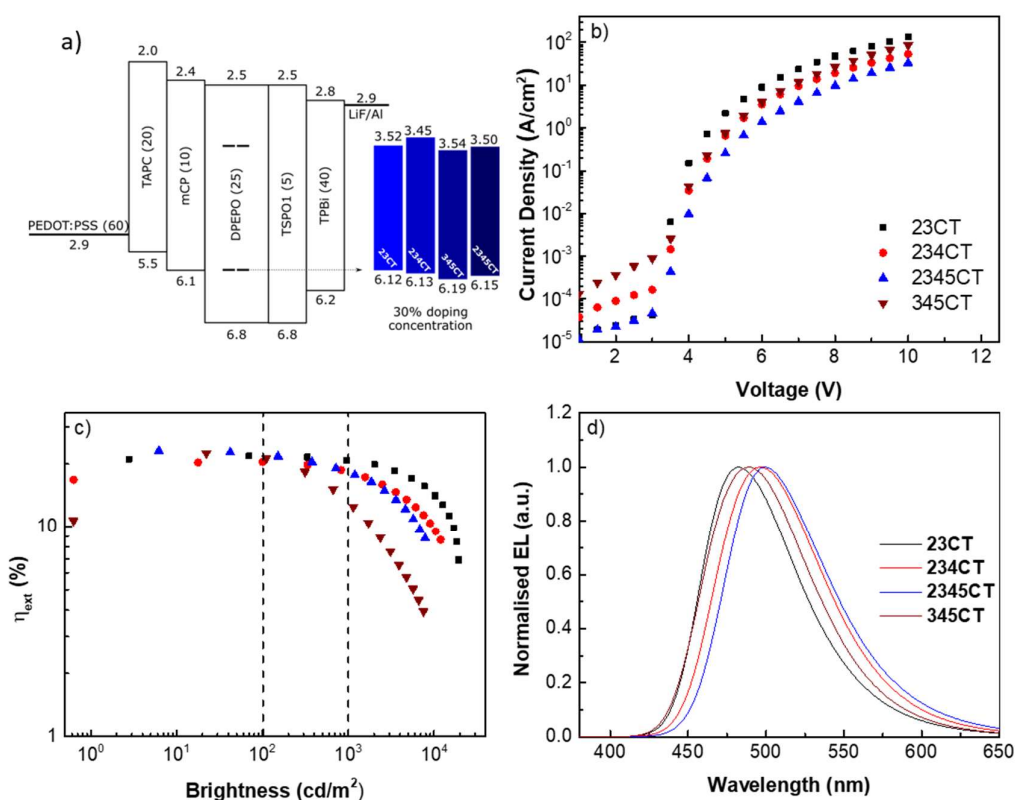 a)
2.0
2.4
2.5
2.5
2.8
2.9
LiF/Al
TAPC (20)
mCP (10)
DPEPO (25)
TSPO1 (5)
TPBi (40)
PEDOT:PSS (60)
2.9
5.5
6.1
6.8
6.8
6.2
3.52
3.45
3.54
3.50
23CT
234CT
345CT
2345CT
6.12
6.13
6.19
6.15
30% doping
concentration
b)
Current Density (A/cm²)
10²
10¹
10⁰
10⁻¹
10⁻²
10⁻³
10⁻⁴
10⁻⁵
23CT
234CT
2345CT
345CT
2 4 6 8 10 12
Voltage (V)
c)
ηext (%)
10
1
10⁰ 10¹ 10² 10³ 10⁴
Brightness (cd/m²)
d)
Normalised EL (a.u.)
1.2
1.0
0.8
0.6
0.4
0.2
0.0
23CT
234CT
2345CT
345CT
400 450 500 550 600 650
Wavelength (nm)